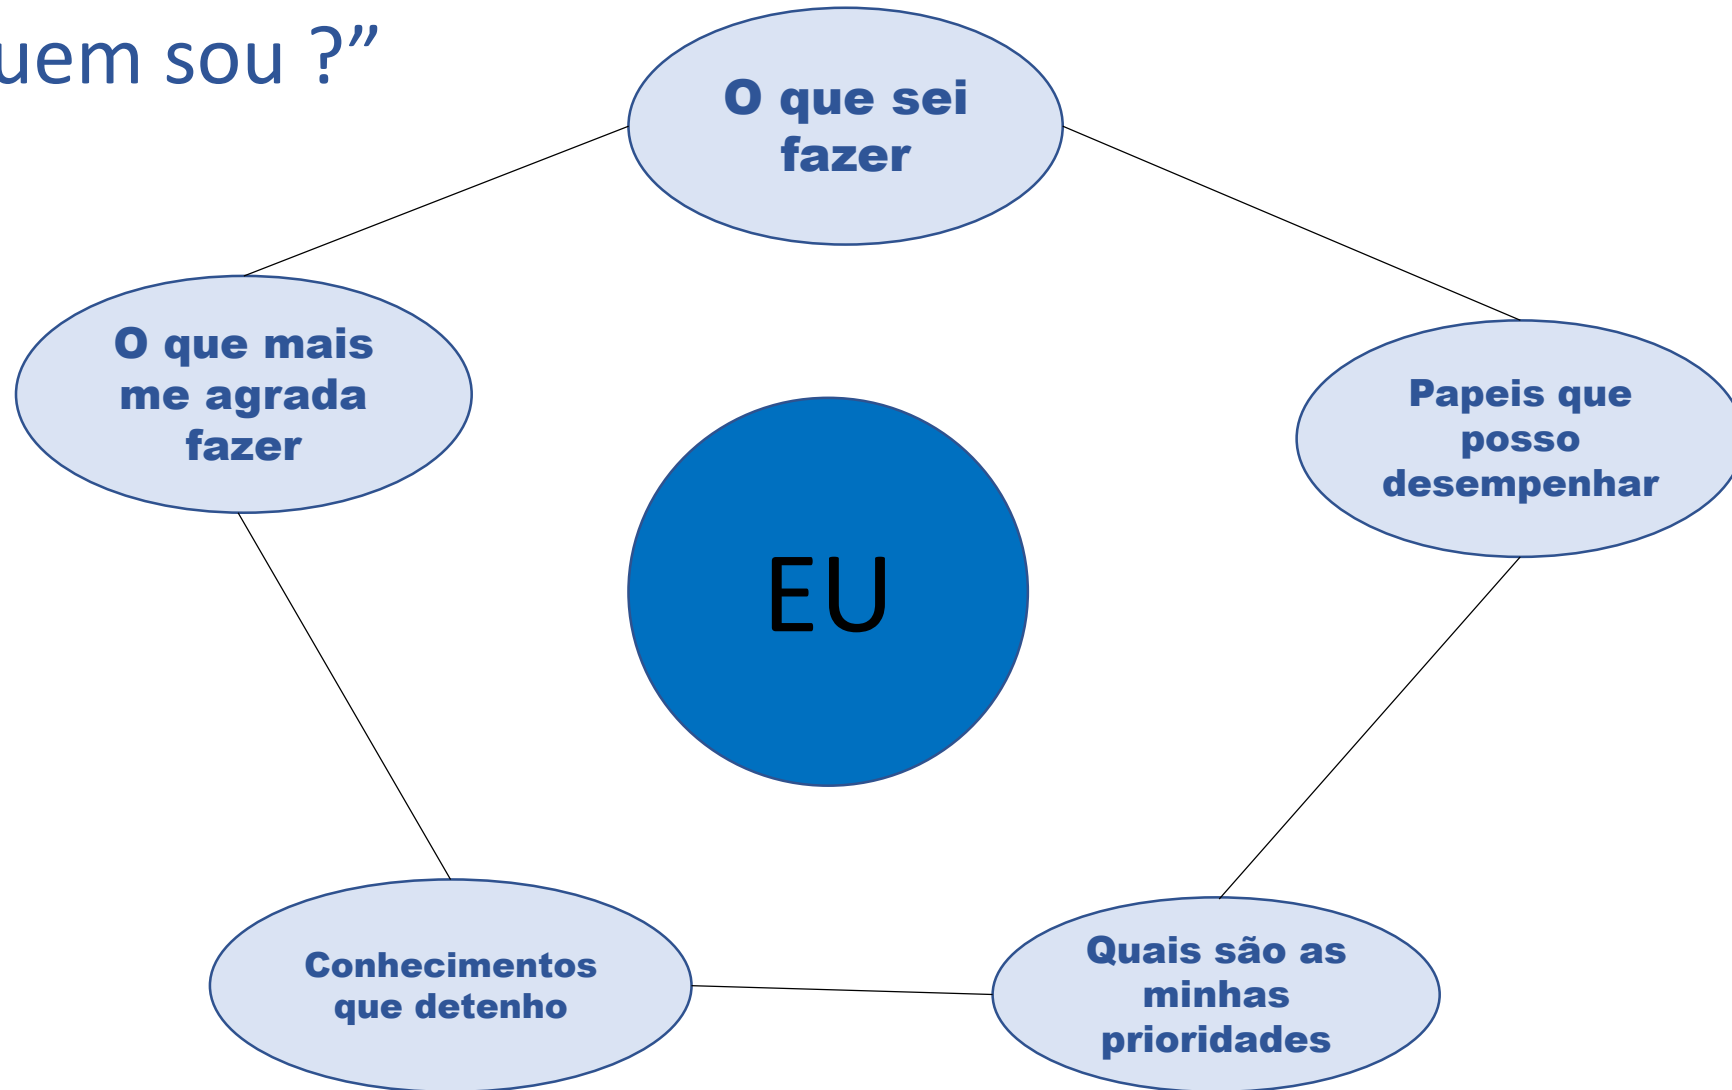 uem sou ?”
O que sei
fazer
O que mais
me agrada
fazer
Papeis que
posso
desempenhar
EU
Conhecimentos
que detenho
Quais são as
minhas
prioridades